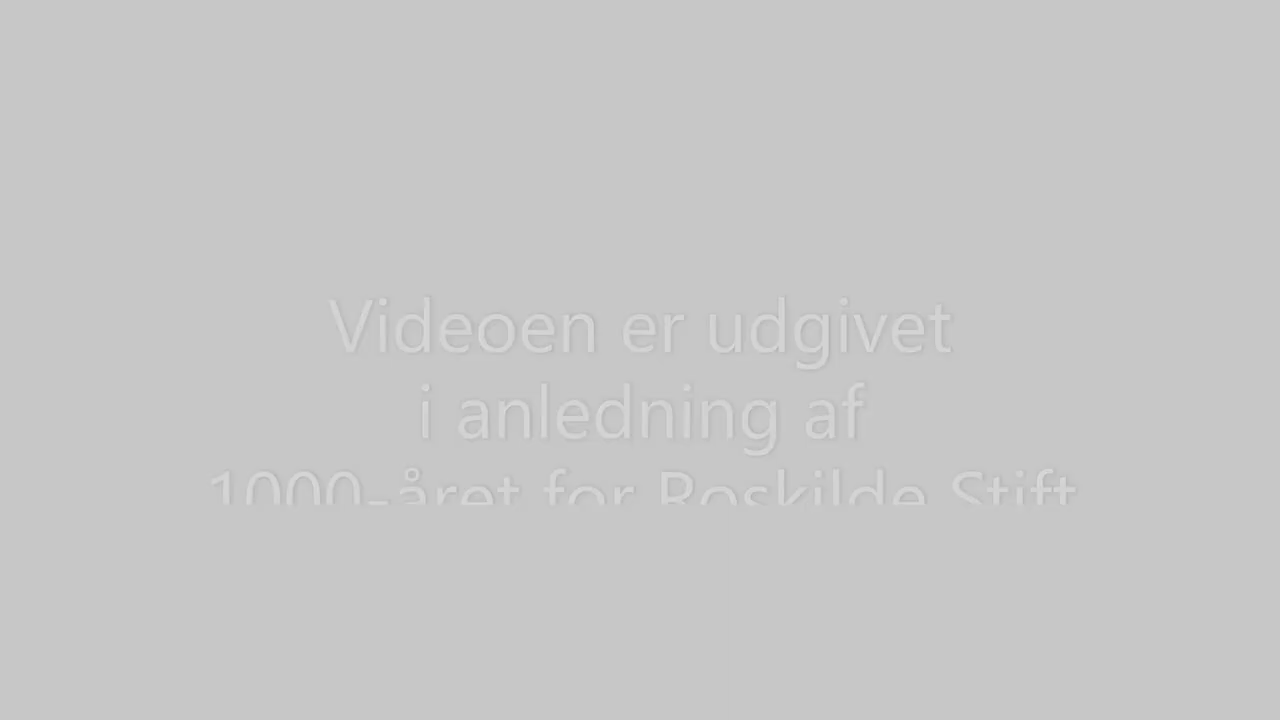 Videoen er udgivet
i anledning af
1000-året for Roskilde Stift